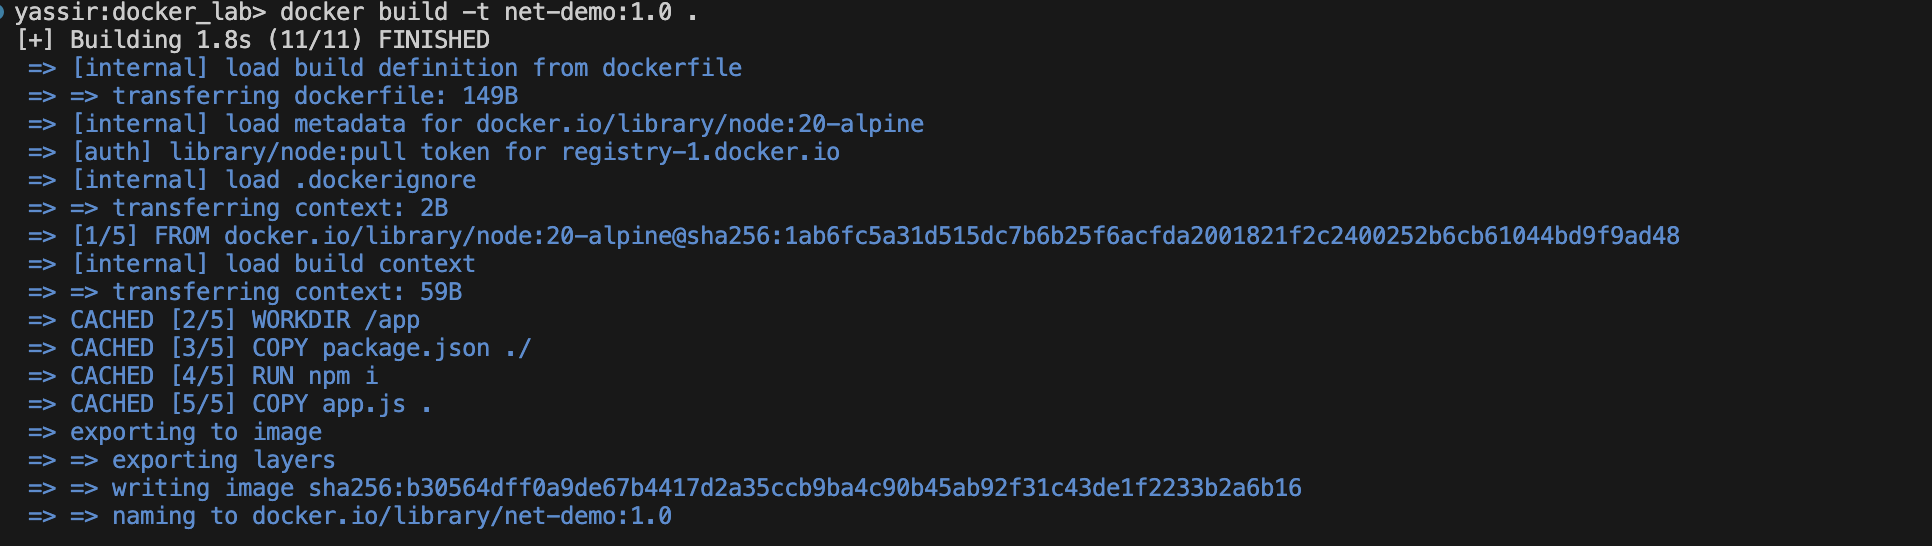 yassir:docker_lab> docker build -t net-demo:1.0 .
[+] Building 1.8s (11/11) FINISHED
=> [internal] load build definition from dockerfile
=> => transferring dockerfile: 149B
=> [internal] load metadata for docker.io/library/node:20-alpine
=> [auth] library/node:pull token for registry-1.docker.io
=> [internal] load .dockerignore
=> => transferring context: 2B
=> [1/5] FROM docker.io/library/node:20-alpine@sha256:1ab6fc5a31d515dc7b6b25f6acfda2001821f2c2400252b6cb61044bd9f9ad48
=> [internal] load build context
=> => transferring context: 59B
=> CACHED [2/5] WORKDIR /app
=> CACHED [3/5] COPY package.json ./
=> CACHED [4/5] RUN npm i
=> CACHED [5/5] COPY app.js .
=> exporting to image
=> => exporting layers
=> => writing image sha256:b30564dff0a9de67b4417d2a35ccb9ba4c90b45ab92f31c43de1f2233b2a6b16
=> => naming to docker.io/library/net-demo:1.0